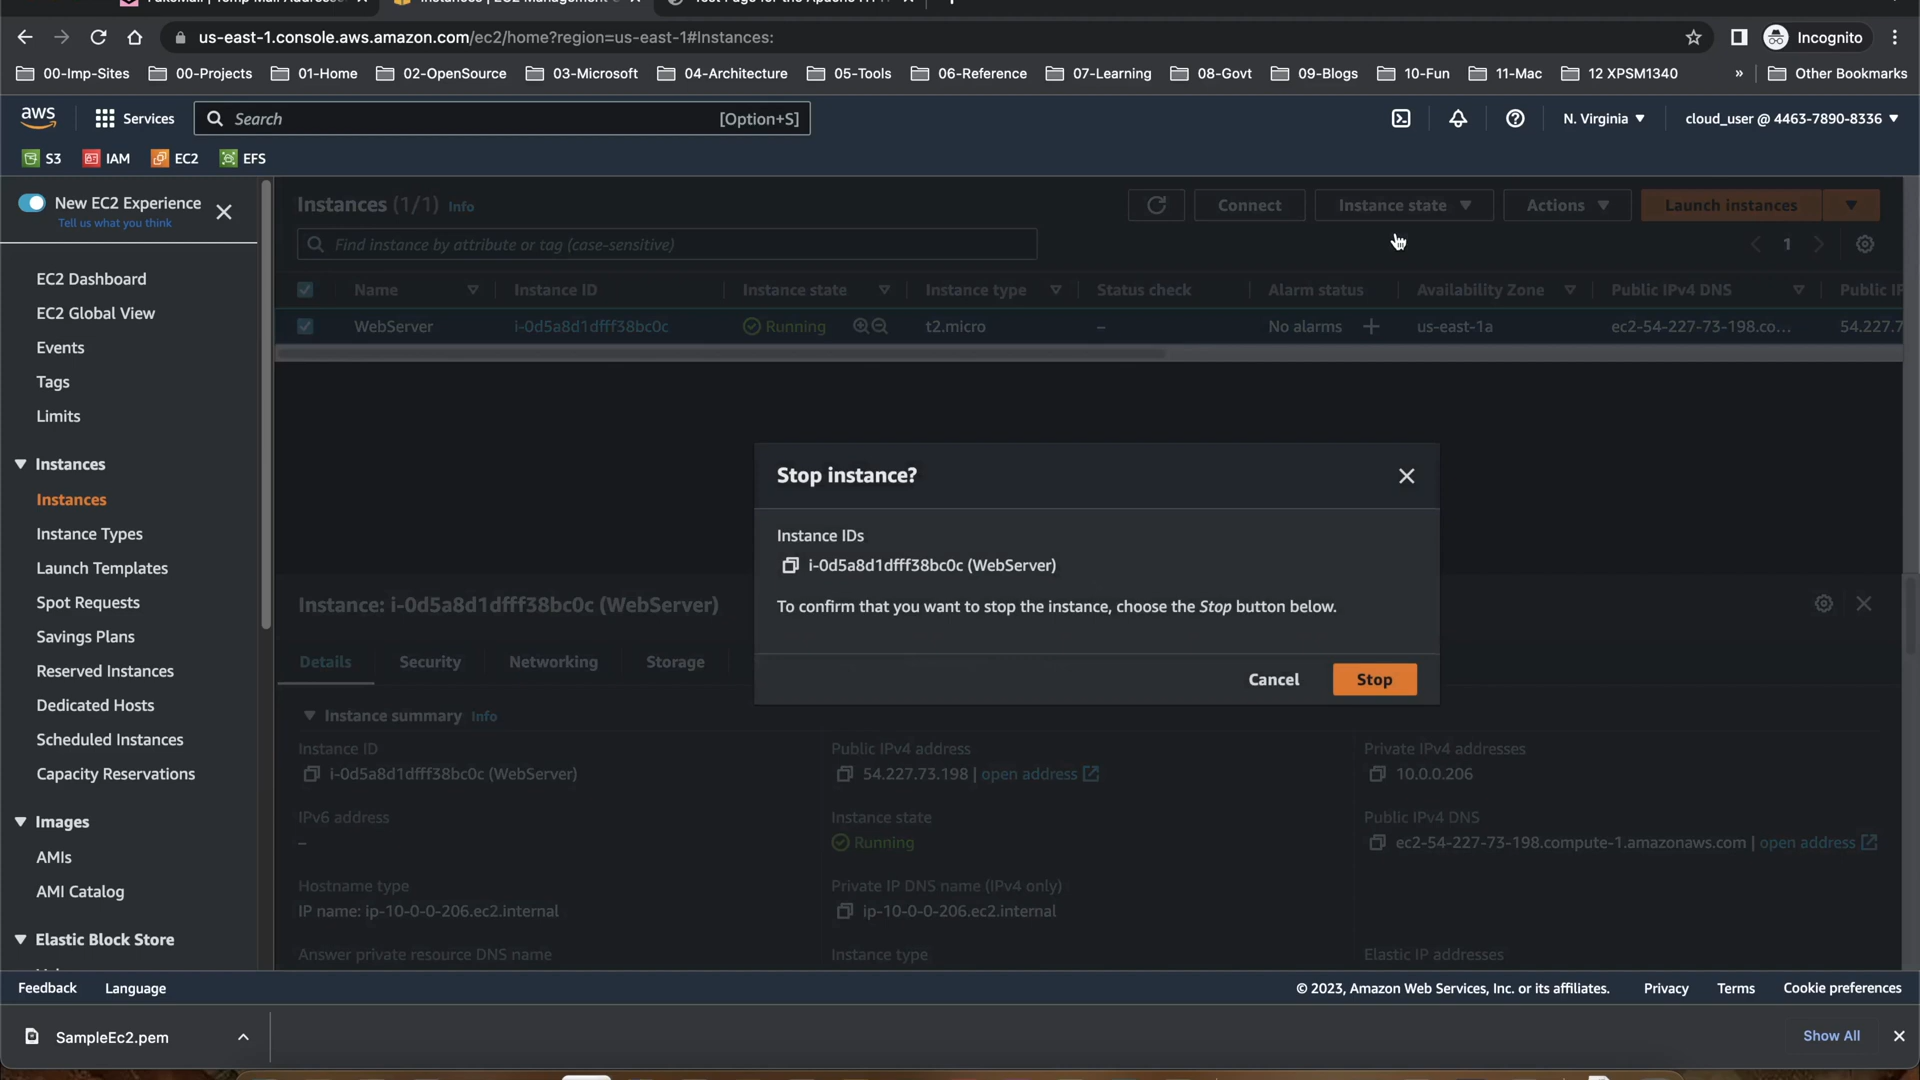 us-east-1.console.aws.amazon.com/ec2/home?region=us-east-1#Instances:
Incognito
00-Imp-Sites 00-Projects 01-Home 02-OpenSource 03-Microsoft 04-Architecture 05-Tools 06-Reference 07-Learning 08-Govt 09-Blogs 10-Fun 11-Mac 12 XPSM1340 » Other Bookmarks
aws Services Search [Option+S] N. Virginia cloud_user @ 4463-7890-8336
S3 IAM EC2 EFS
New EC2 Experience
Tell us what you think
EC2 Dashboard
EC2 Global View
Events
Tags
Limits
Instances
Instances
Instance Types
Launch Templates
Spot Requests
Savings Plans
Reserved Instances
Dedicated Hosts
Scheduled Instances
Capacity Reservations
Images
AMIs
AMI Catalog
Elastic Block Store
Instances (1/1) Info Connect Instance state Actions Launch instances
Find instance by attribute or tag (case-sensitive) 1
Name Instance ID Instance state Instance type Status check Alarm status Availability Zone Public IPv4 DNS Public IP
WebServer i-0d5a8d1dfff38bc0c Running t2.micro – No alarms + us-east-1a ec2-54-227-73-198.co... 54.227.7
Stop instance?
Instance IDs
i-0d5a8d1dfff38bc0c (WebServer)
To confirm that you want to stop the instance, choose the Stop button below.
Cancel Stop
Instance: i-0d5a8d1dfff38bc0c (WebServer)
Details Security Networking Storage
Instance summary Info
Instance ID
i-0d5a8d1dfff38bc0c (WebServer)
Public IPv4 address
54.227.73.198 | open address
Private IPv4 addresses
10.0.0.206
IPv6 address
–
Instance state
Running
Public IPv4 DNS
ec2-54-227-73-198.compute-1.amazonaws.com | open address
Hostname type
IP name: ip-10-0-0-206.ec2.internal
Private IP DNS name (IPv4 only)
ip-10-0-0-206.ec2.internal
Answer private resource DNS name
Instance type
Elastic IP addresses
Feedback Language © 2023, Amazon Web Services, Inc. or its affiliates. Privacy Terms Cookie preferences
SampleEc2.pem Show All